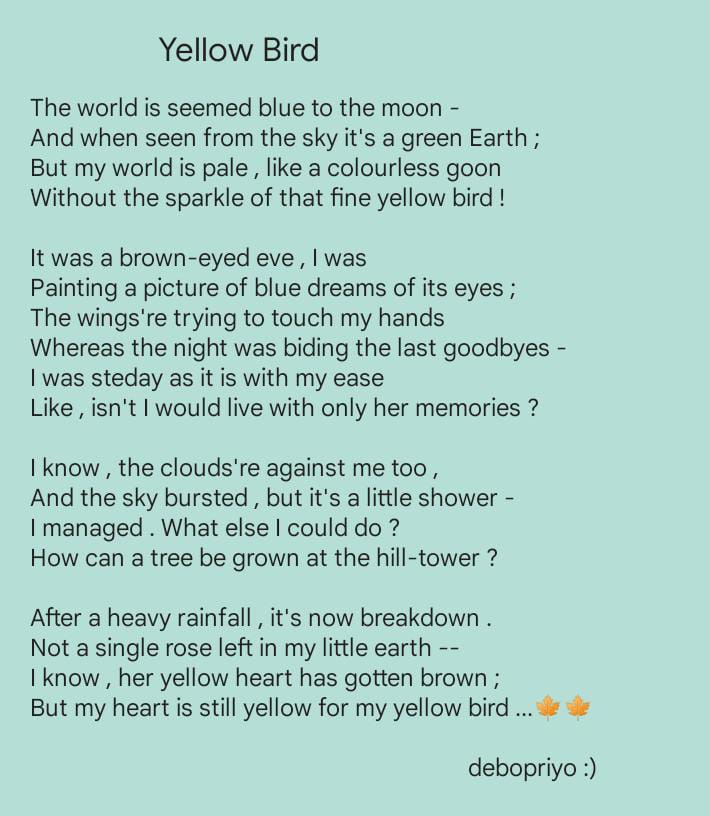 Yellow Bird
The world is seemed blue to the moon -
And when seen from the sky it's a green Earth ;
But my world is pale , like a colourless goon
Without the sparkle of that fine yellow bird !
It was a brown-eyed eve , I was
Painting a picture of blue dreams of its eyes ;
The wings're trying to touch my hands
Whereas the night was biding the last goodbyes -
I was steday as it is with my ease
Like , isn't I would live with only her memories ?
I know , the clouds're against me too ,
And the sky bursted , but it's a little shower -
I managed . What else I could do ?
How can a tree be grown at the hill-tower ?
After a heavy rainfall , it's now breakdown .
Not a single rose left in my little earth --
I know , her yellow heart has gotten brown ;
But my heart is still yellow for my yellow bird ...🍁🍁
debopriyo :)